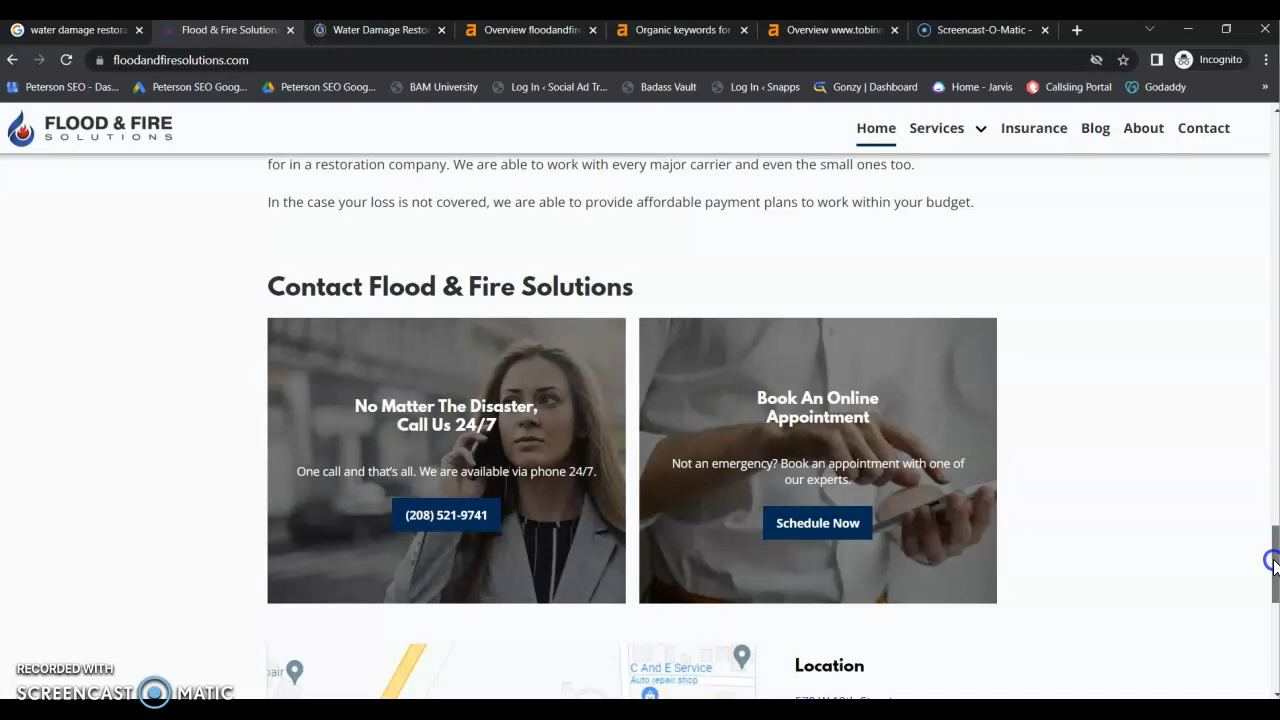 water damage restora
Flood & Fire Solution
Water Damage Resto
Overview floodandfire
Organic keywords for
Overview www.tobinre
Screencast-O-Matic -
floodandfiresolutions.com
Incognito
Peterson SEO - Das...
Peterson SEO Goog...
Peterson SEO Goog...
BAM University
Log In ‹ Social Ad Tr...
Badass Vault
Log In ‹ Snapps
Gonzy | Dashboard
Home - Jarvis
Callsling Portal
Godaddy
»
FLOOD & FIRE
SOLUTIONS
Home
Services
Insurance
Blog
About
Contact
for in a restoration company. We are able to work with every major carrier and even the small ones too.
In the case your loss is not covered, we are able to provide affordable payment plans to work within your budget.
Contact Flood & Fire Solutions
No Matter The Disaster,
Call Us 24/7
One call and that's all. We are available via phone 24/7.
(208) 521-9741
Book An Online
Appointment
Not an emergency? Book an appointment with one of
our experts.
Schedule Now
C And E Service
Auto repair shop
Location
RECORDED WITH
SCREENCAST MATIC